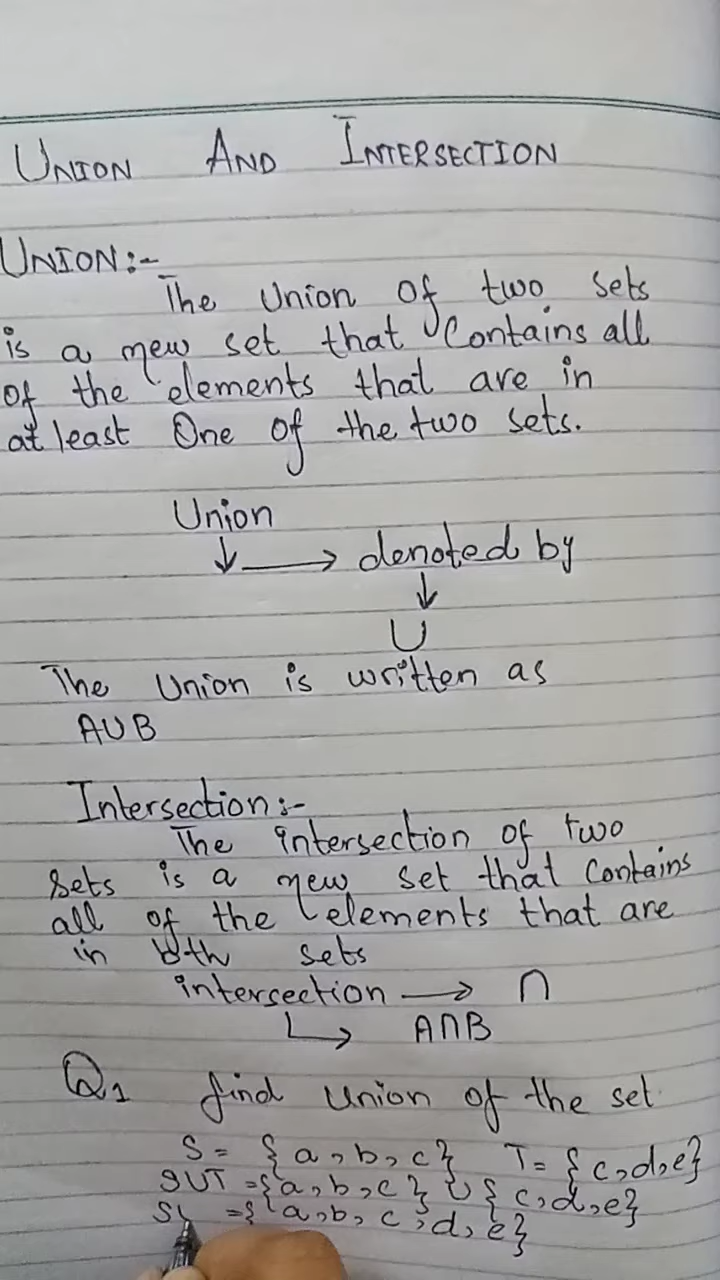 UNION AND INTERSECTION
UNION:-
The Union of two sets
is a new set that Contains all
of the elements that are in
at least One of the two sets.
Union
↓ → denoted by
↓
U
The Union is written as
AUB
Intersection:-
The intersection of two
sets is a new set that Contains
all of the elements that are
in both sets
intersection → ∩
↳ A∩B
Q1 find union of the set
S = {a, b, c} T = {c, d, e}
SUT = {a, b, c} U {c, d, e}
SU = {a, b, c, d, e}